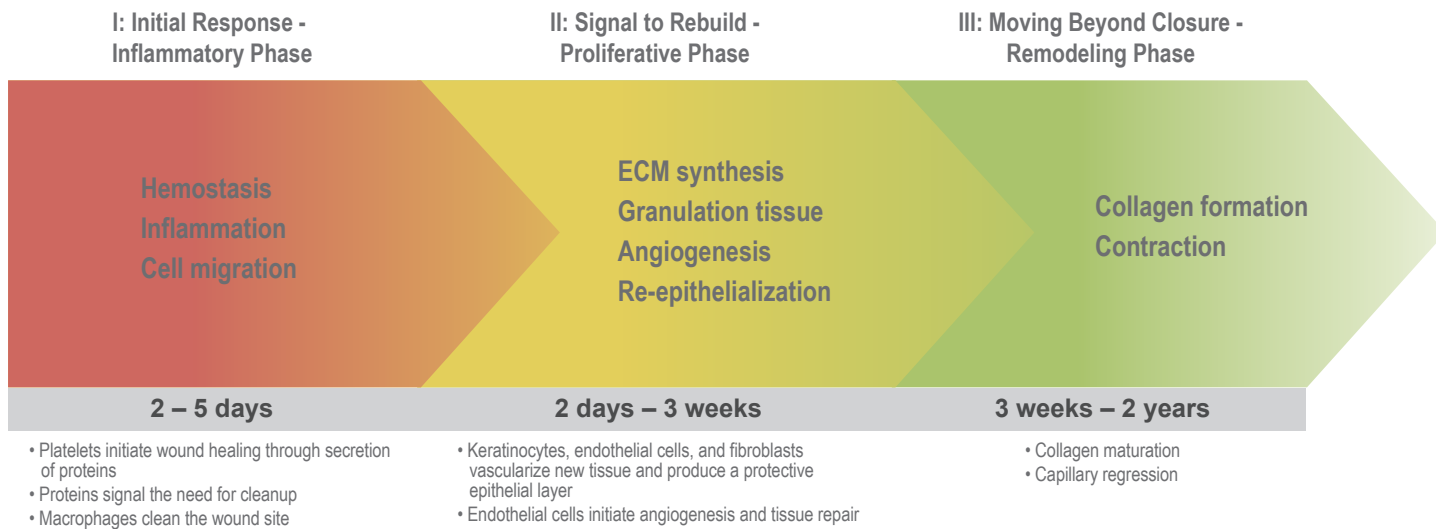 I: Initial Response -
Inflammatory Phase
II: Signal to Rebuild -
Proliferative Phase
III: Moving Beyond Closure -
Remodeling Phase
Hemostasis
Inflammation
Cell migration
ECM synthesis
Granulation tissue
Angiogenesis
Re-epithelialization
Collagen formation
Contraction
2 – 5 days
2 days – 3 weeks
3 weeks – 2 years
• Platelets initiate wound healing through secretion
of proteins
• Proteins signal the need for cleanup
• Macrophages clean the wound site
• Keratinocytes, endothelial cells, and fibroblasts
vascularize new tissue and produce a protective
epithelial layer
• Endothelial cells initiate angiogenesis and tissue repair
• Collagen maturation
• Capillary regression